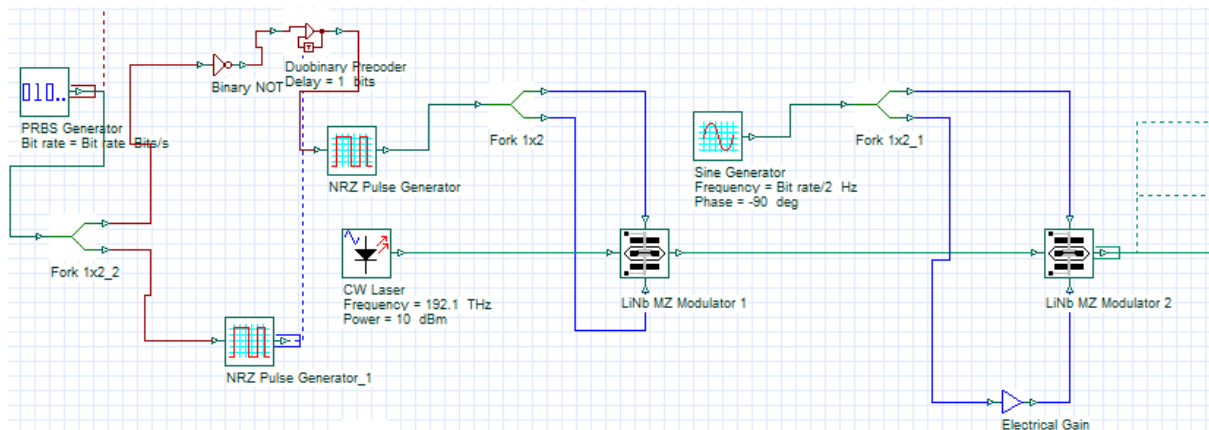 Duobinary Precoder
Delay = 1 bits
Binary NOT
010..
PRBS Generator
Bit rate = Bit rate Bits/s
Fork 1x2
Fork 1x2_1
T
NRZ Pulse Generator
Sine Generator
Frequency = Bit rate/2 Hz
Phase = -90 deg
Fork 1x2_2
CW Laser
Frequency = 192.1 THz
Power = 10 dBm
LiNb MZ Modulator 1
LiNb MZ Modulator 2
NRZ Pulse Generator_1
Electrical Gain